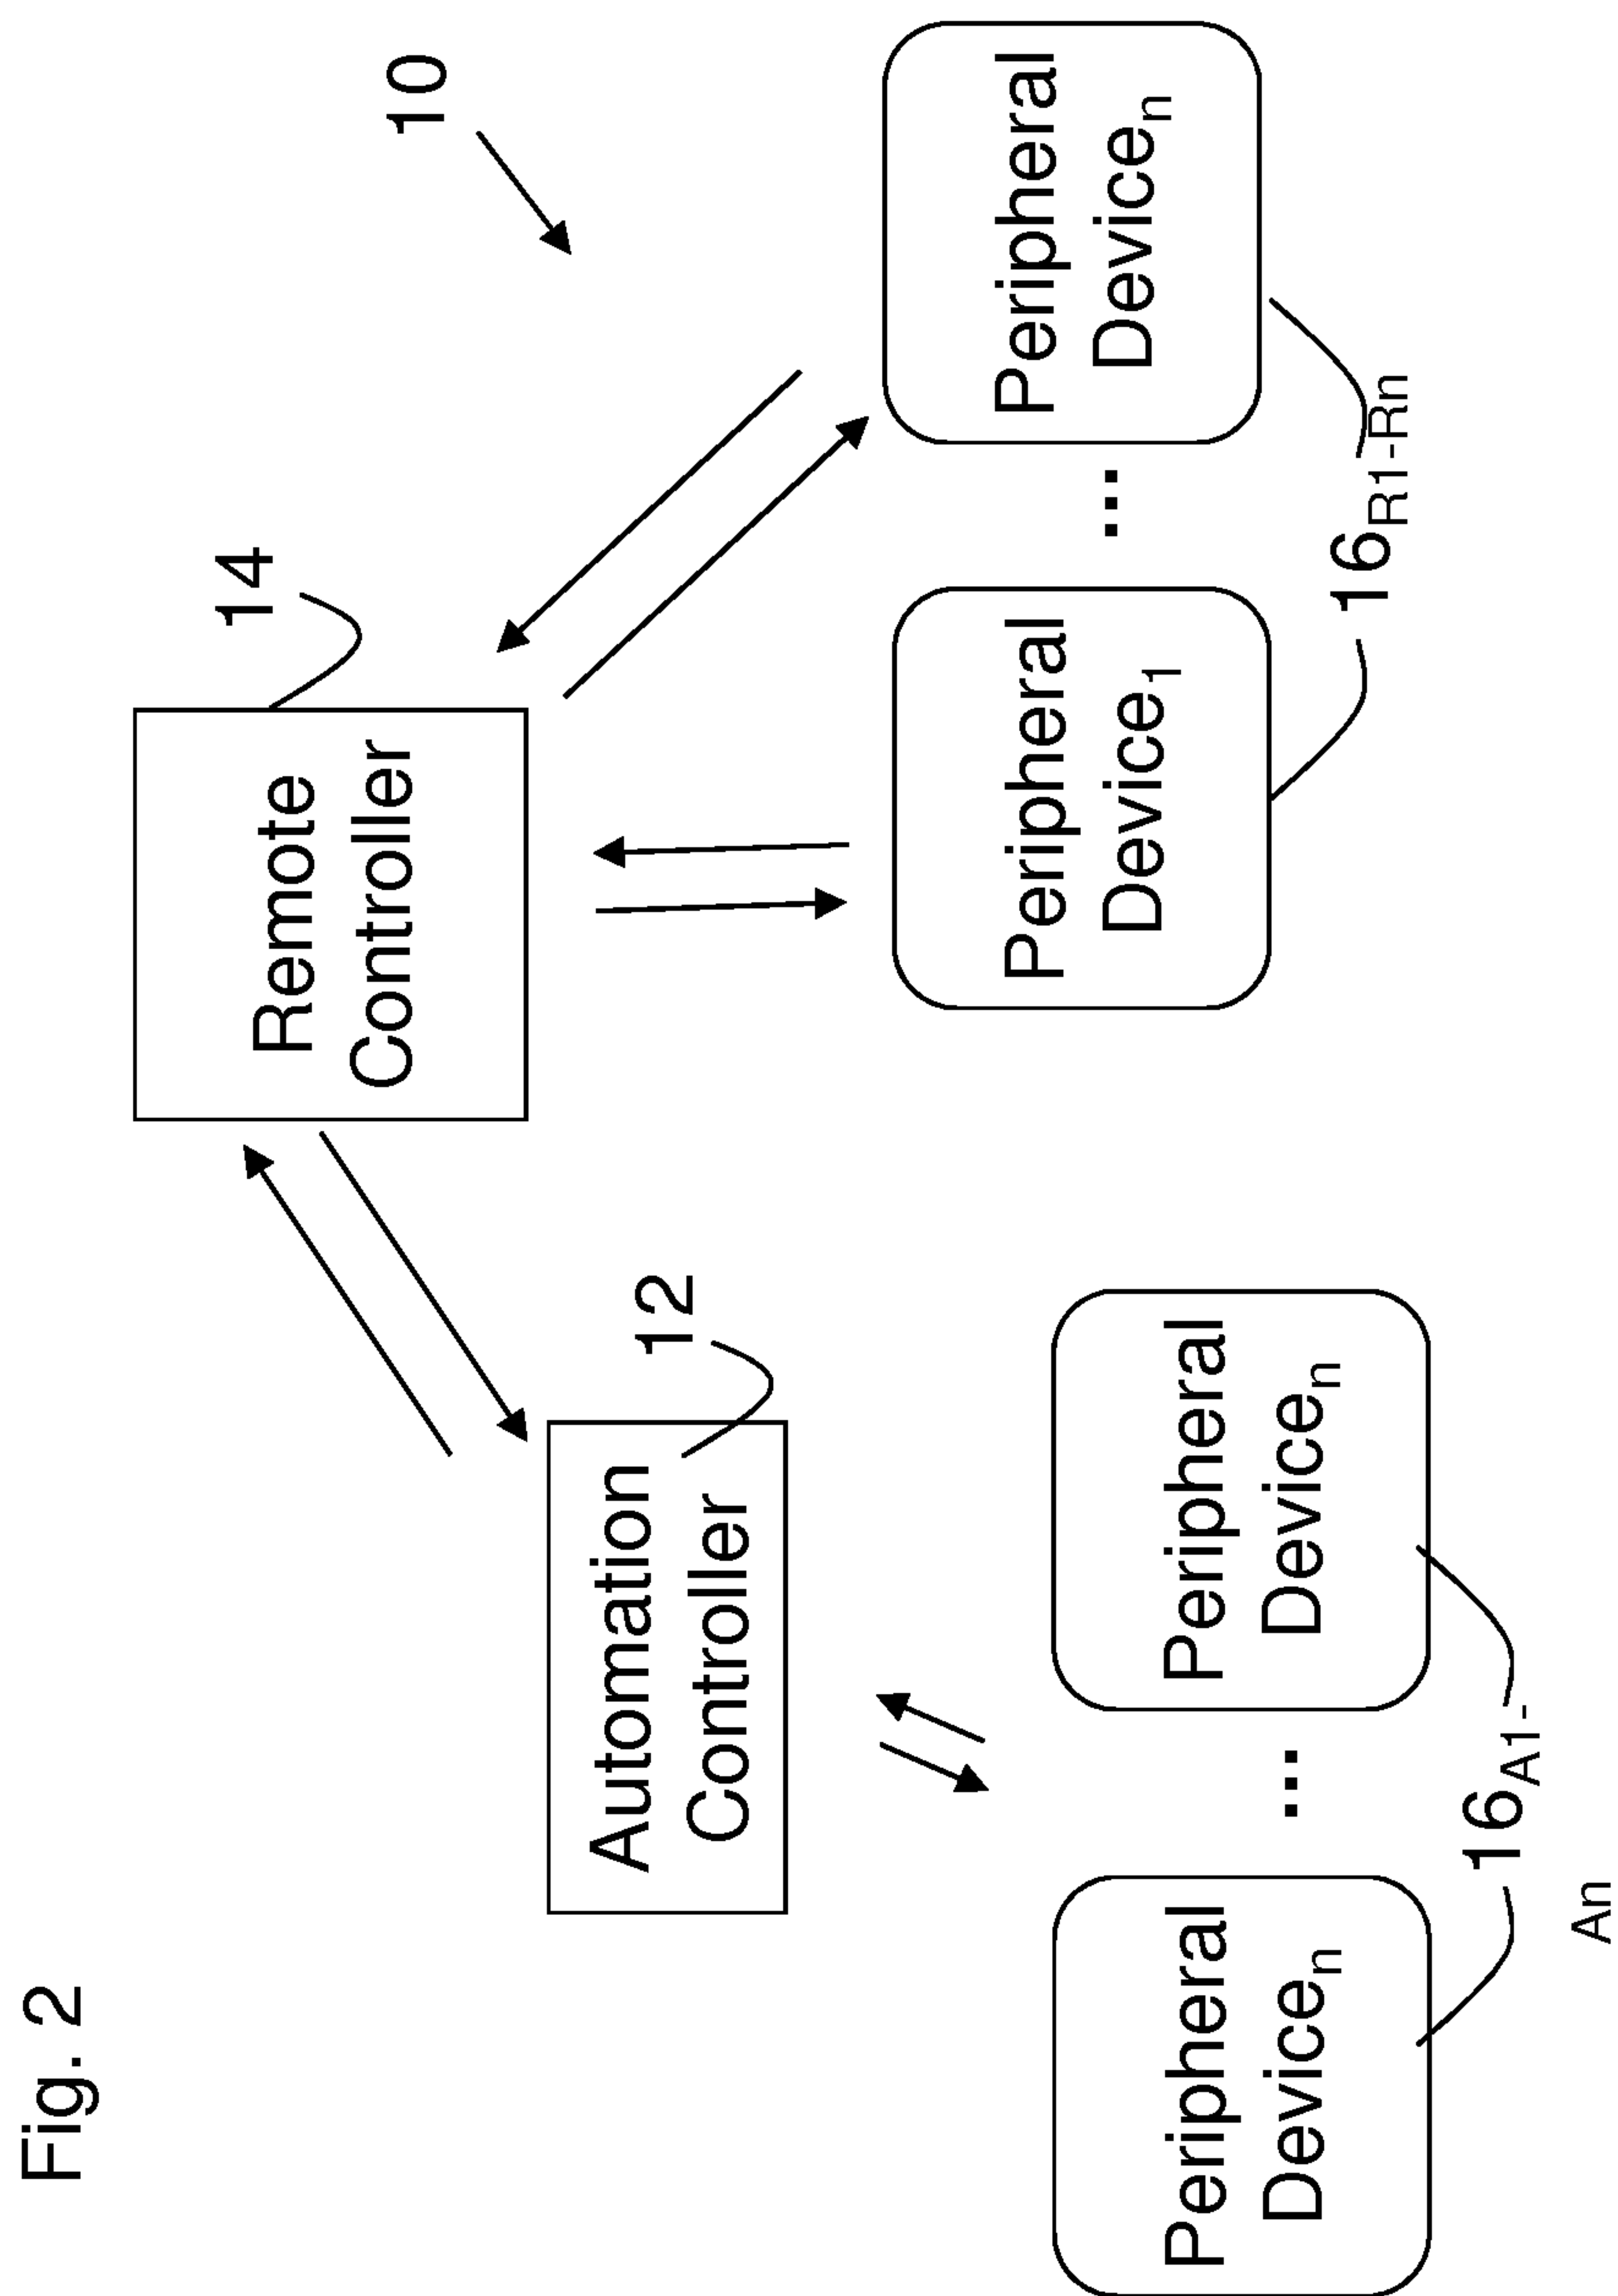 Fig. 2
10
14
Remote
Controller
12
Automation
Controller
Peripheral
Device1
...
Peripheral
Devicen
16R1-Rn
Peripheral
Devicen
...
Peripheral
Devicen
16A1-
An